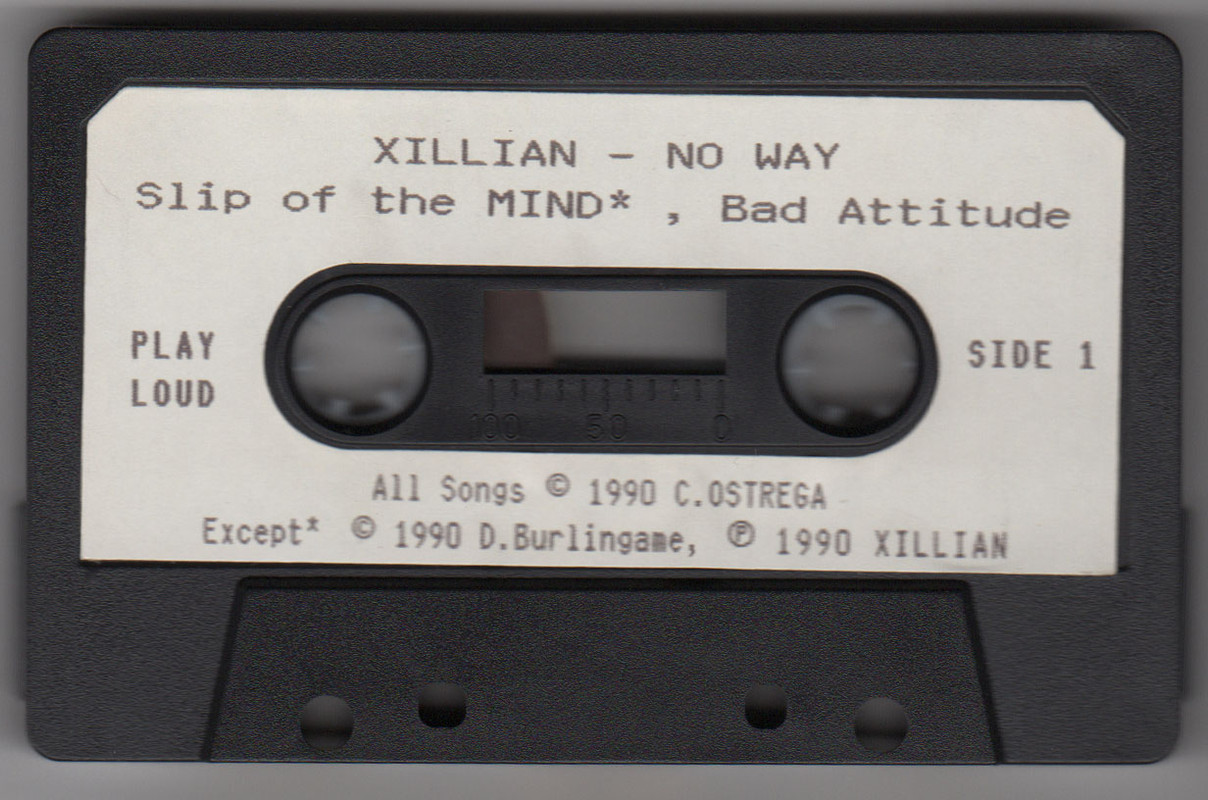 XILLIAN - NO WAY
Slip of the MIND* , Bad Attitude
PLAY
LOUD
SIDE 1
100 50 0
All Songs © 1990 C.OSTREGA
Except* © 1990 D.Burlingame, ℗ 1990 XILLIAN